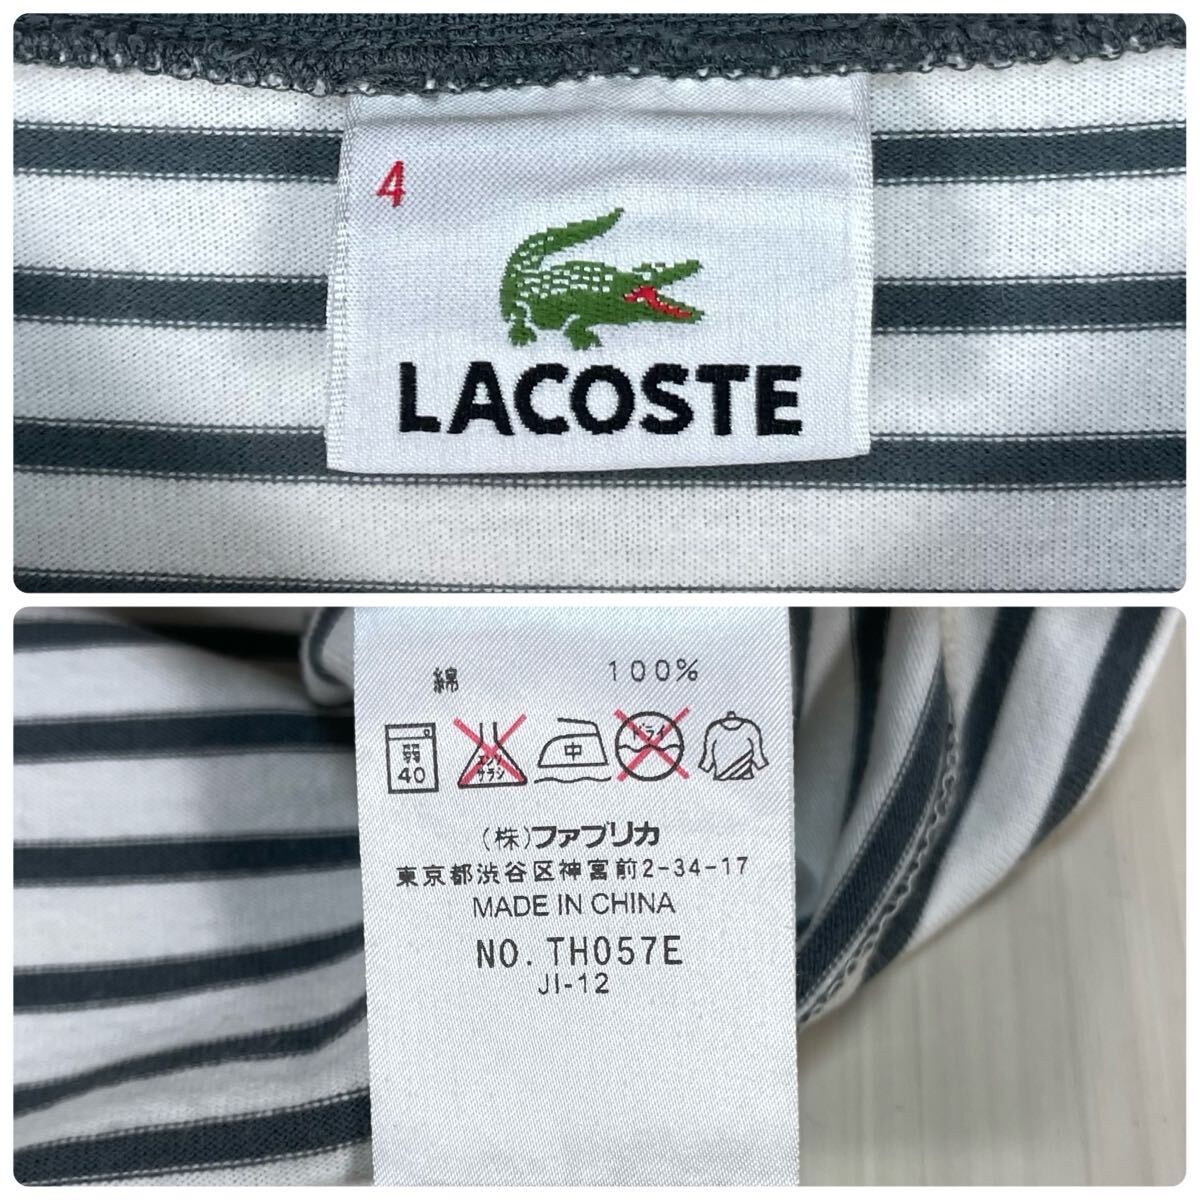 4
LACOSTE
綿 100%
弱
40
エンソ
サラシ
中
ドライ
(株)ファブリカ
東京都渋谷区神宮前2-34-17
MADE IN CHINA
NO. TH057E
JI-12